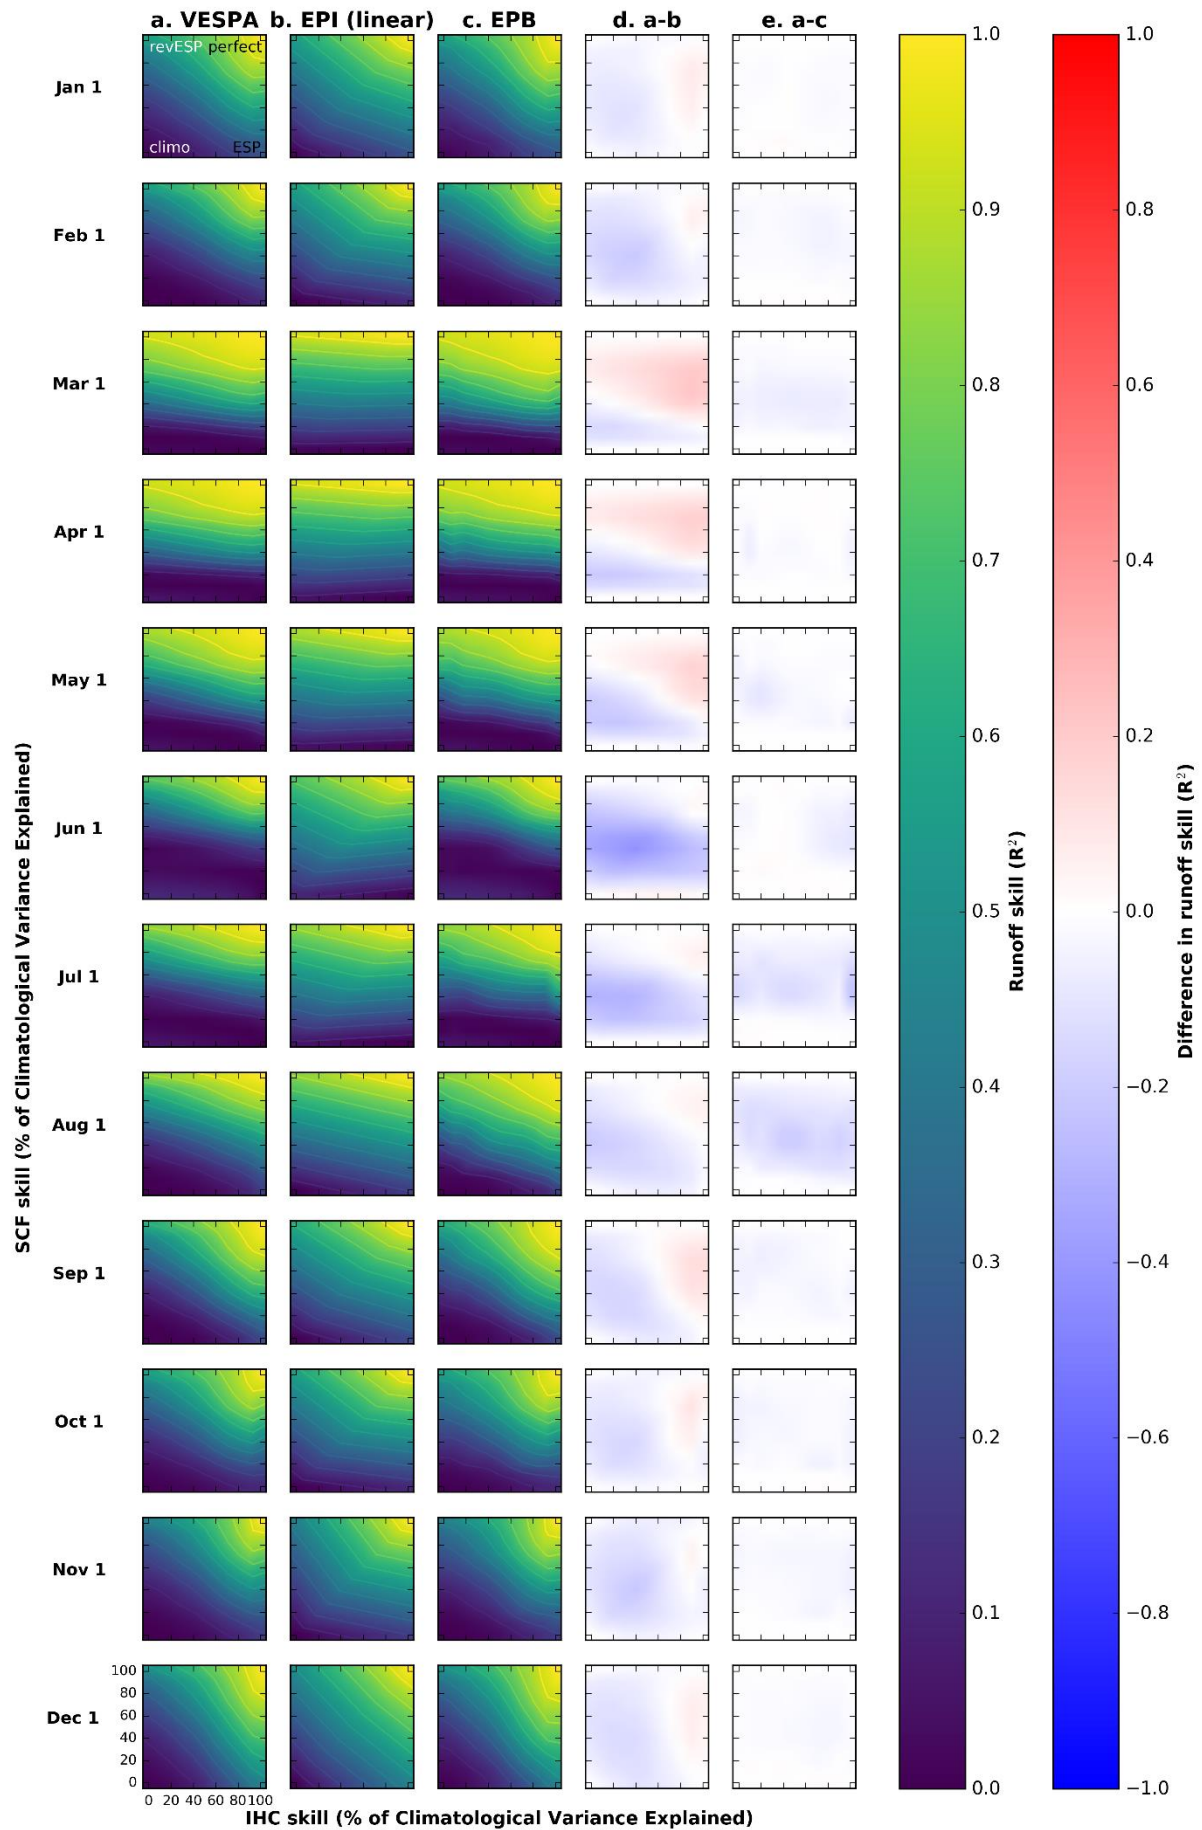 a. VESPA b. EPI (linear) c. EPB d. a-b e. a-c
revESP perfect
climo ESP
Jan 1
Feb 1
Mar 1
Apr 1
May 1
Jun 1
Jul 1
Aug 1
Sep 1
Oct 1
Nov 1
Dec 1
SCF skill (% of Climatological Variance Explained)
100
80
60
40
20
0
0 20 40 60 80 100
IHC skill (% of Climatological Variance Explained)
1.0
0.9
0.8
0.7
0.6
0.5
0.4
0.3
0.2
0.1
0.0
Runoff skill (R²)
1.0
0.8
0.6
0.4
0.2
0.0
−0.2
−0.4
−0.6
−0.8
−1.0
Difference in runoff skill (R²)